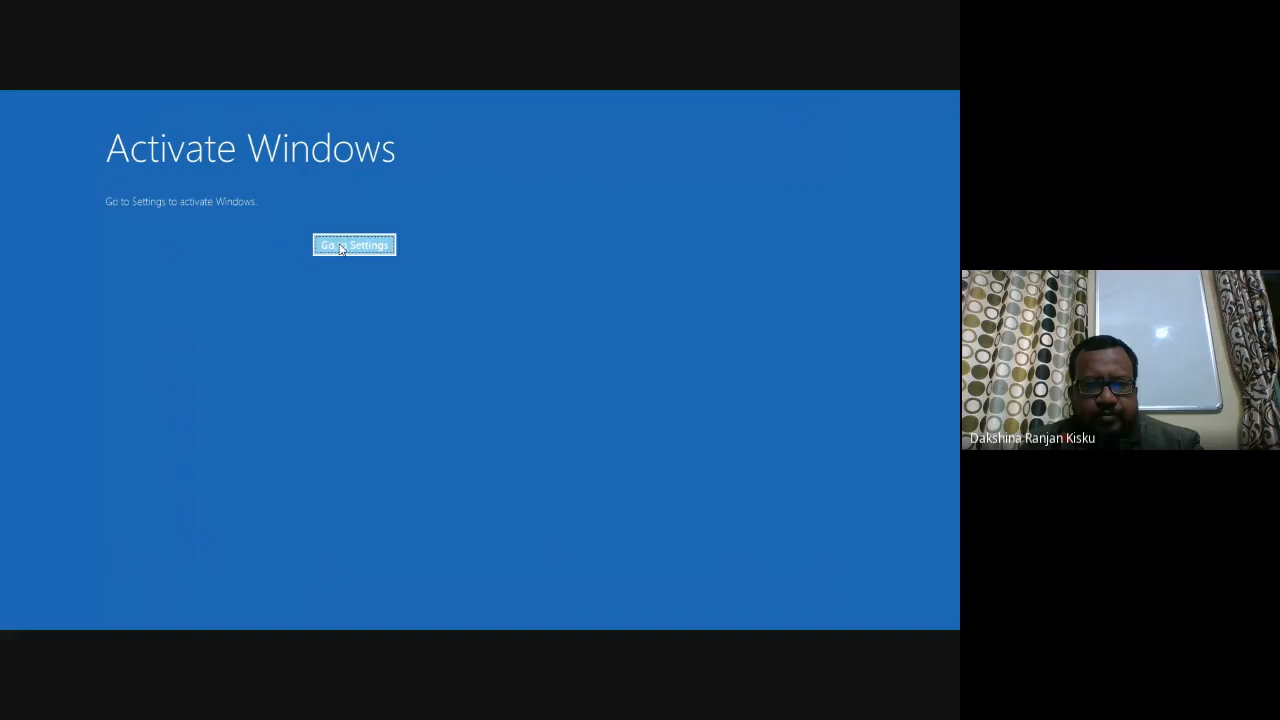 Activate Windows
Go to Settings to activate Windows.
Go to Settings
Dakshina Ranjan Kisku